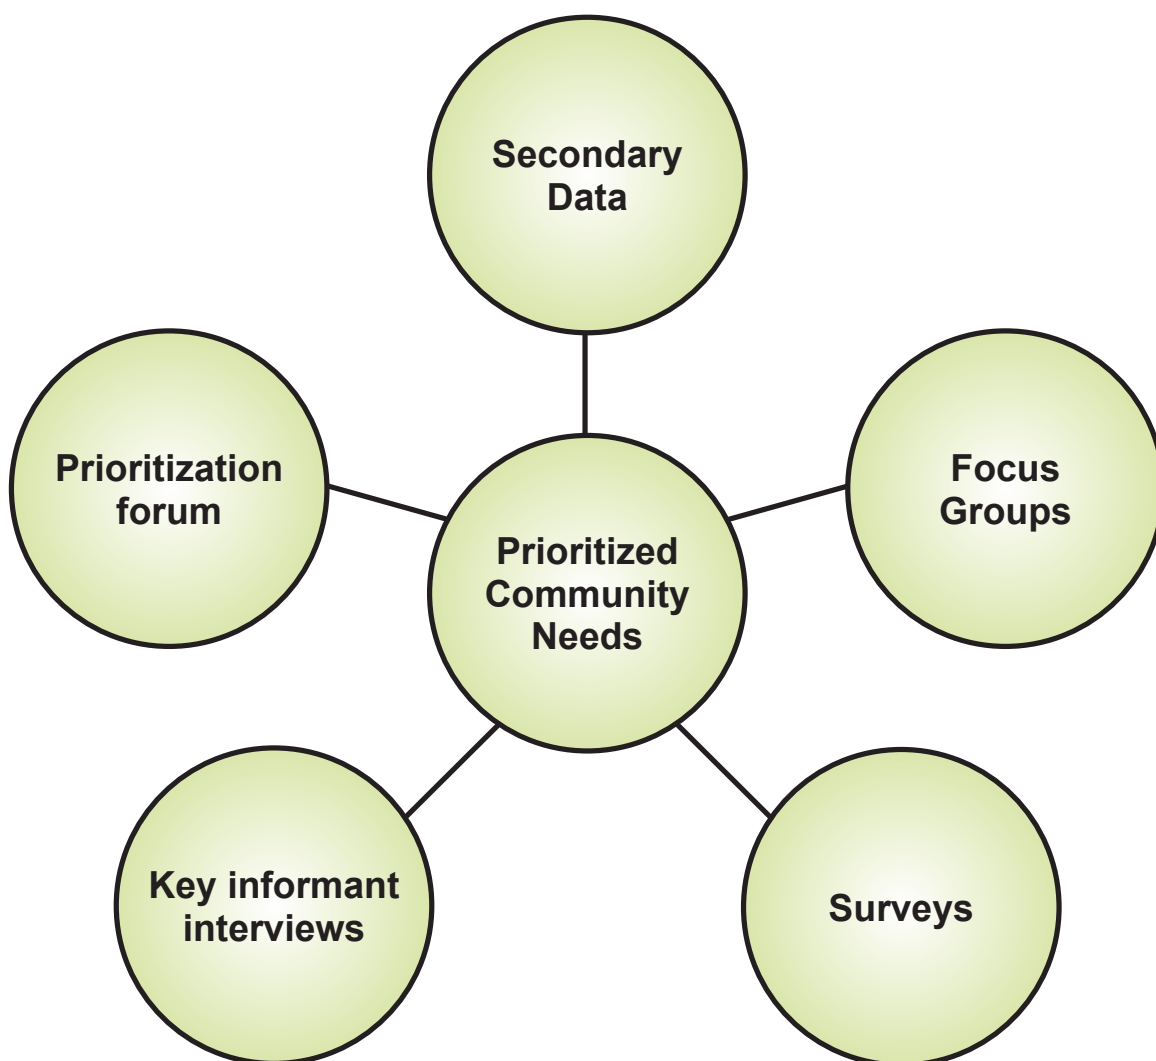 Secondary
Data
Prioritization
forum
Focus
Groups
Prioritized
Community
Needs
Key informant
interviews
Surveys